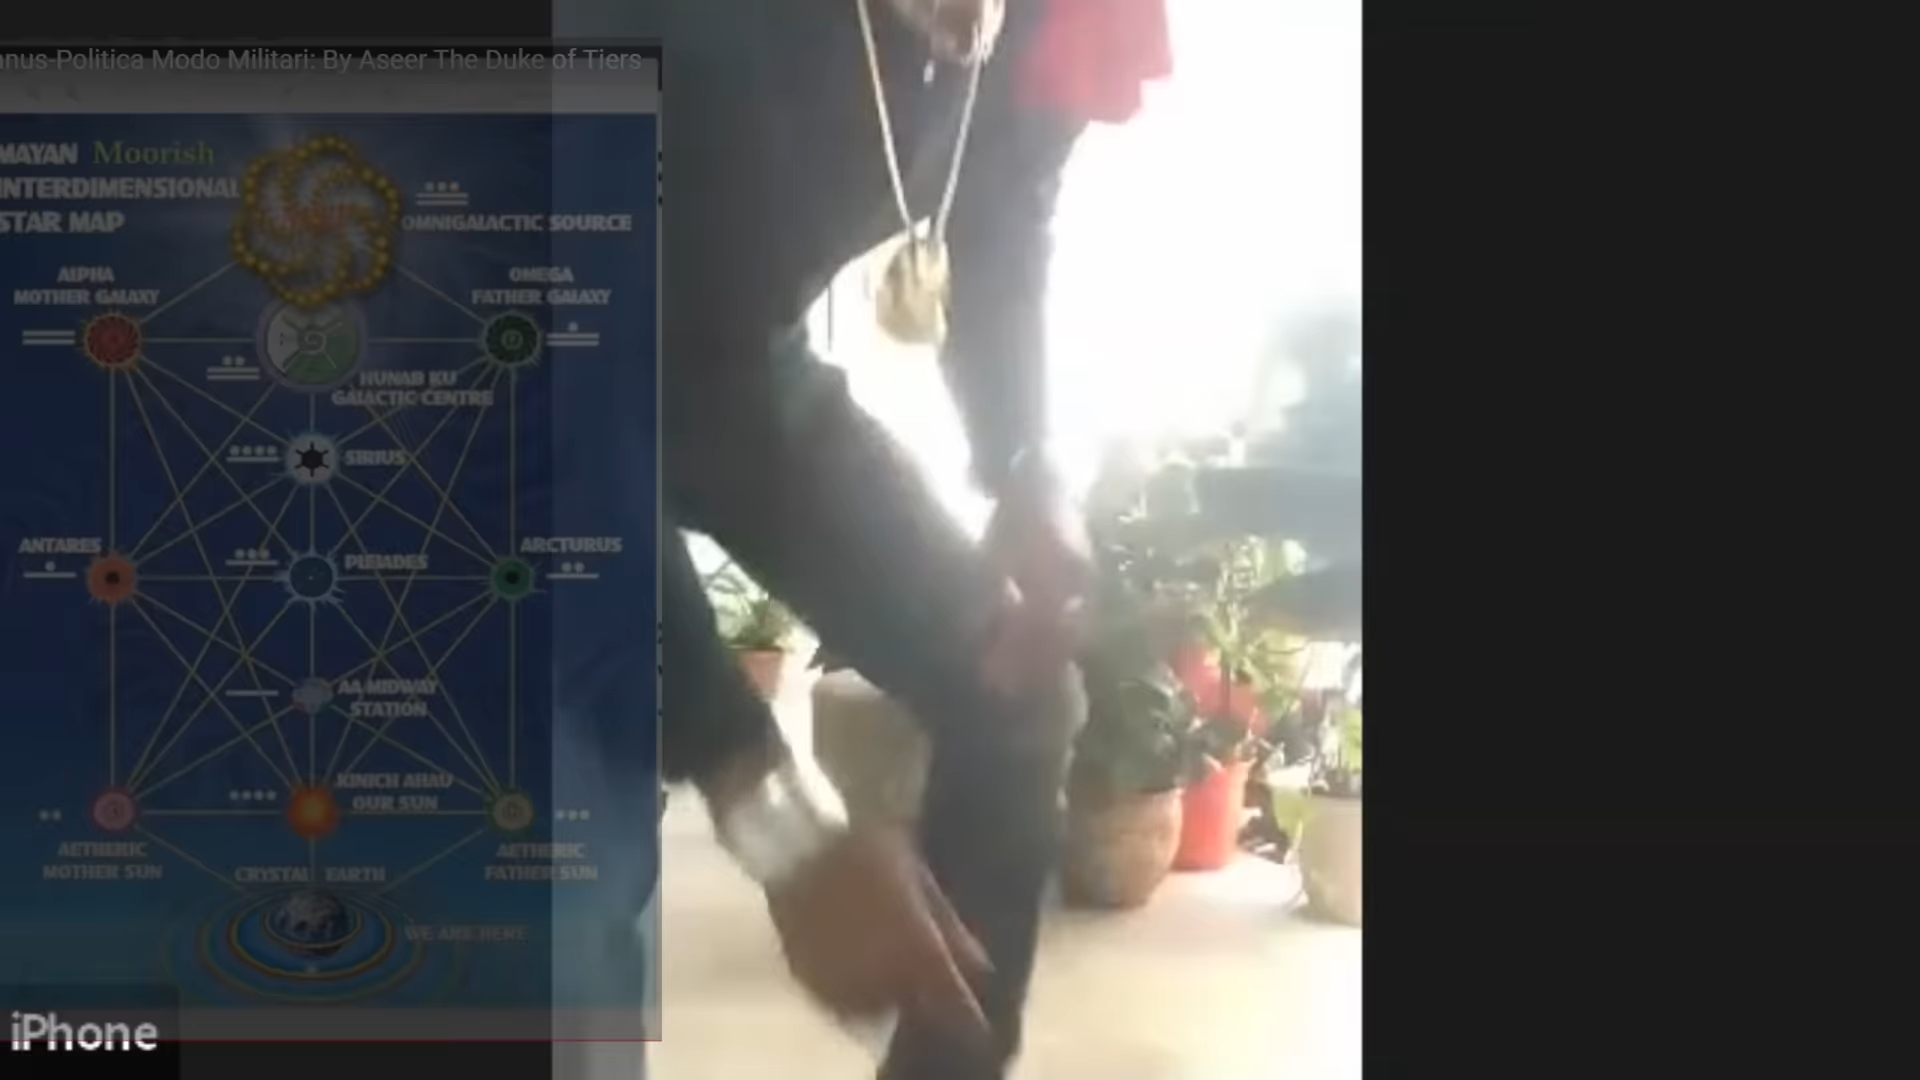 anus-Politica Modo Militari: By Aseer The Duke of Tiers
MAYAN Moorish
INTERDIMENSIONAL
STAR MAP
OMNIGALACTIC SOURCE
ALPHA
MOTHER GALAXY
OMEGA
FATHER GALAXY
HUNAB KU
GALACTIC CENTRE
SIRIUS
ANTARES
ARCTURUS
PLEIADES
AA MIDWAY
STATION
KINICH AHAU
OUR SUN
AETHERIC
MOTHER SUN
AETHERIC
FATHER SUN
CRYSTAL EARTH
WE ARE HERE
iPhone